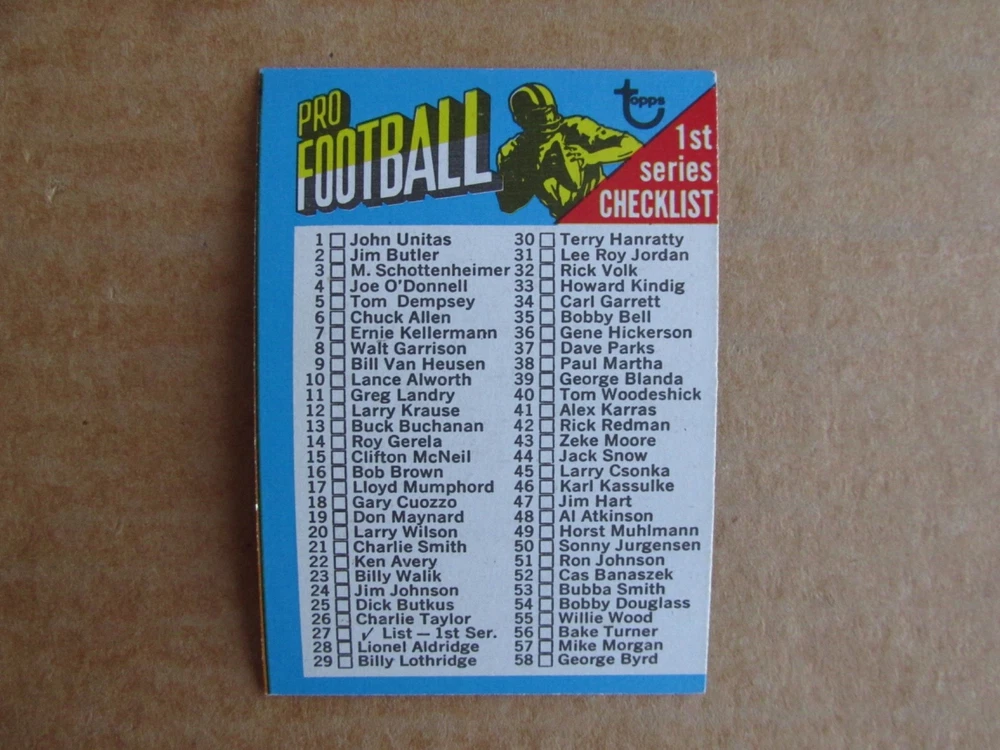 PRO
FOOTBALL
topps
1st
series
CHECKLIST
1 John Unitas
2 Jim Butler
3 M. Schottenheimer
4 Joe O'Donnell
5 Tom Dempsey
6 Chuck Allen
7 Ernie Kellermann
8 Walt Garrison
9 Bill Van Heusen
10 Lance Alworth
11 Greg Landry
12 Larry Krause
13 Buck Buchanan
14 Roy Gerela
15 Clifton McNeil
16 Bob Brown
17 Lloyd Mumphord
18 Gary Cuozzo
19 Don Maynard
20 Larry Wilson
21 Charlie Smith
22 Ken Avery
23 Billy Walik
24 Jim Johnson
25 Dick Butkus
26 Charlie Taylor
27 ✓ List — 1st Ser.
28 Lionel Aldridge
29 Billy Lothridge
30 Terry Hanratty
31 Lee Roy Jordan
32 Rick Volk
33 Howard Kindig
34 Carl Garrett
35 Bobby Bell
36 Gene Hickerson
37 Dave Parks
38 Paul Martha
39 George Blanda
40 Tom Woodeshick
41 Alex Karras
42 Rick Redman
43 Zeke Moore
44 Jack Snow
45 Larry Csonka
46 Karl Kassulke
47 Jim Hart
48 Al Atkinson
49 Horst Muhlmann
50 Sonny Jurgensen
51 Ron Johnson
52 Cas Banaszek
53 Bubba Smith
54 Bobby Douglass
55 Willie Wood
56 Bake Turner
57 Mike Morgan
58 George Byrd